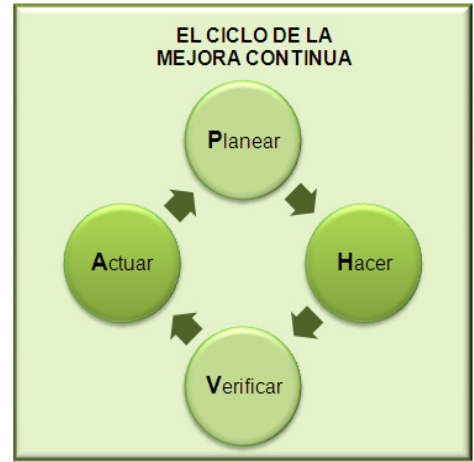 EL CICLO DE LA
MEJORA CONTINUA
Planear
Actuar
Hacer
Verificar